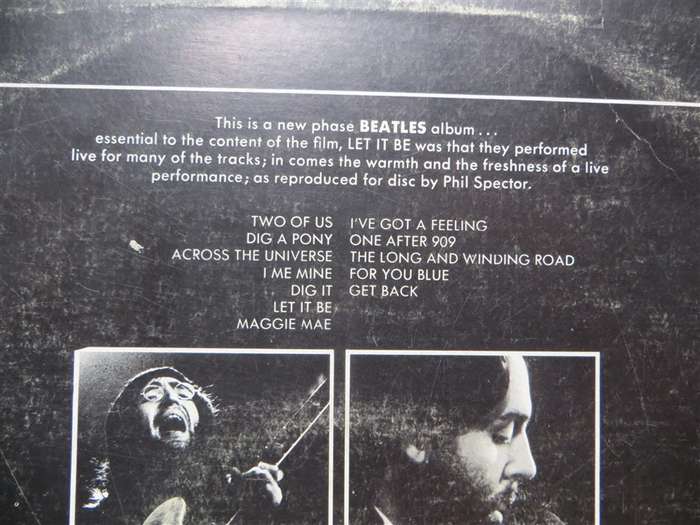 This is a new phase BEATLES album...
essential to the content of the film, LET IT BE was that they performed
live for many of the tracks; in comes the warmth and the freshness of a live
performance; as reproduced for disc by Phil Spector.
TWO OF US
DIG A PONY
ACROSS THE UNIVERSE
I ME MINE
DIG IT
LET IT BE
MAGGIE MAE
I'VE GOT A FEELING
ONE AFTER 909
THE LONG AND WINDING ROAD
FOR YOU BLUE
GET BACK